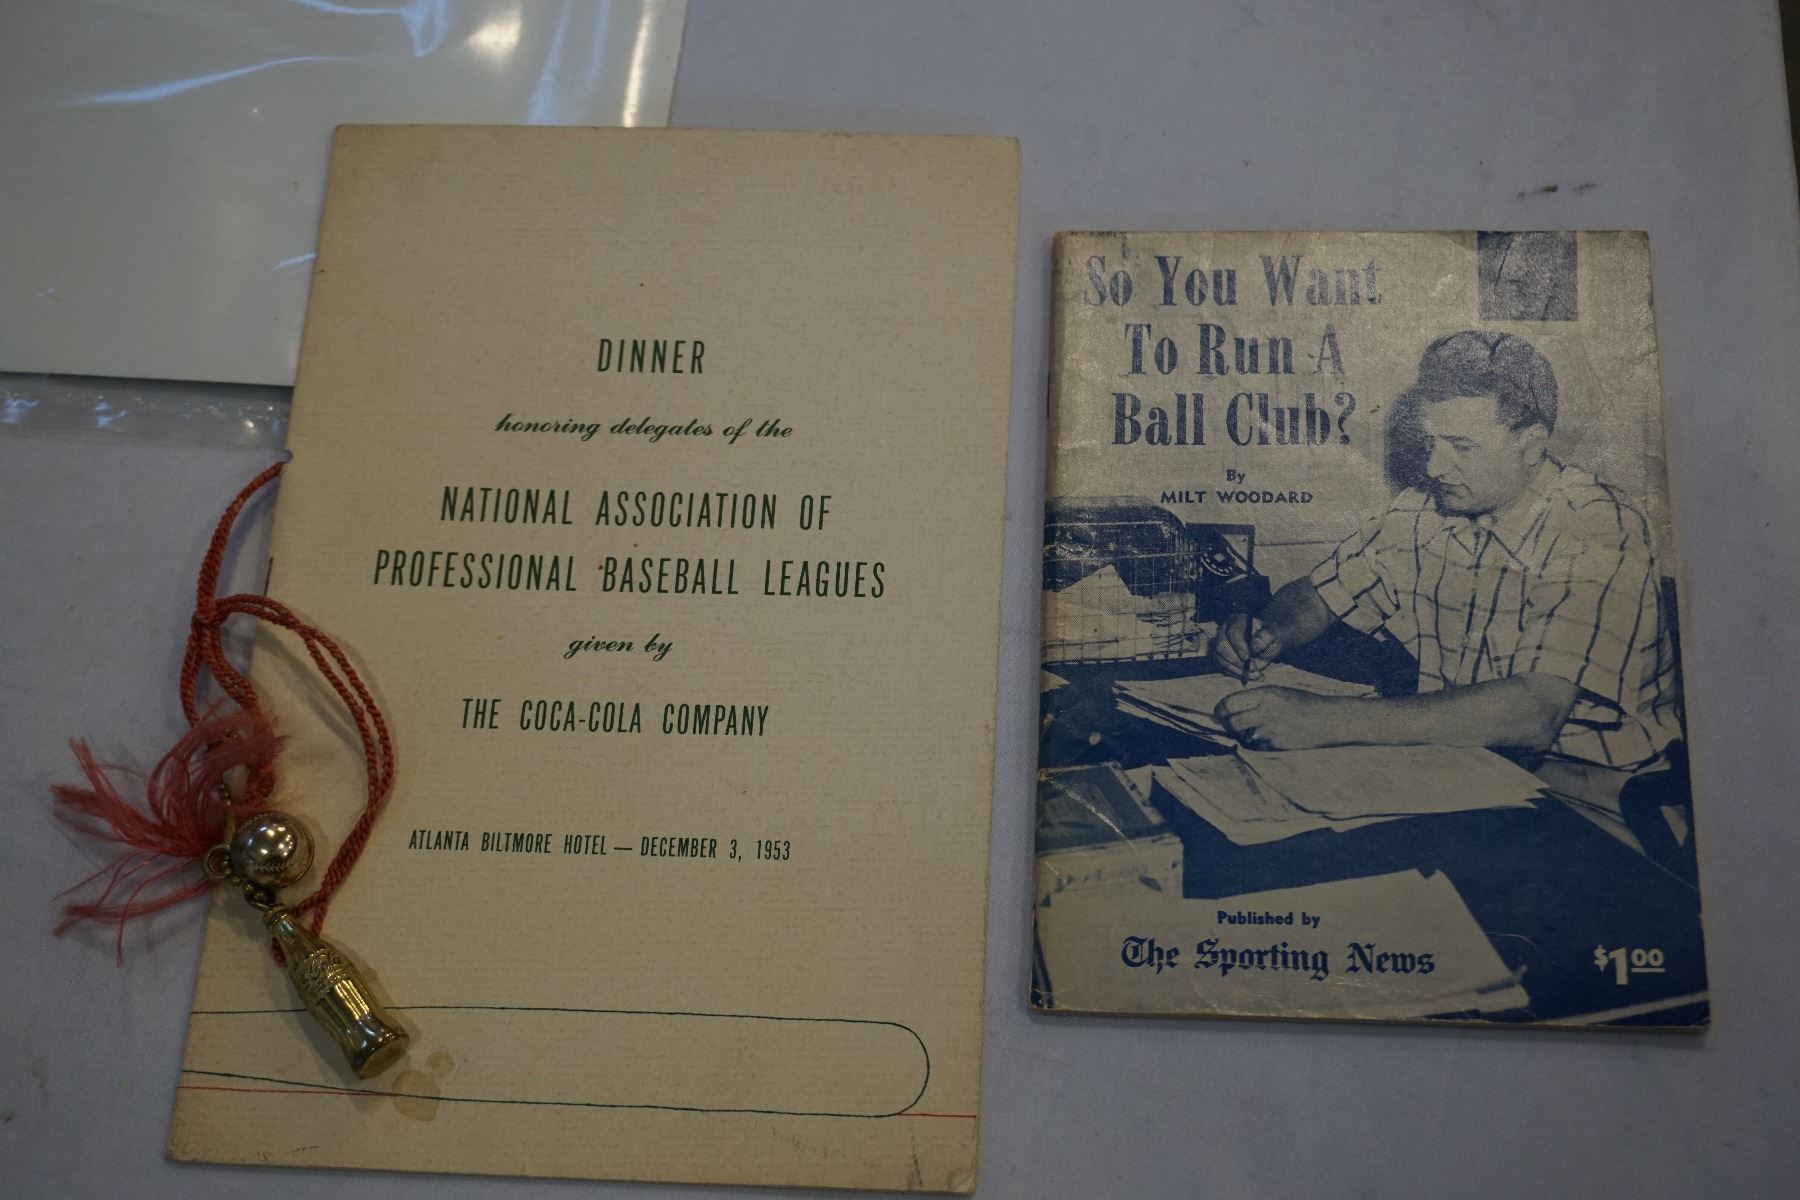 DINNER
honoring delegates of the
NATIONAL ASSOCIATION OF
PROFESSIONAL BASEBALL LEAGUES
given by
THE COCA-COLA COMPANY
ATLANTA BILTMORE HOTEL — DECEMBER 3, 1953
So You Want
To Run A
Ball Club?
By
MILT WOODARD
Published by
The Sporting News
$1.00